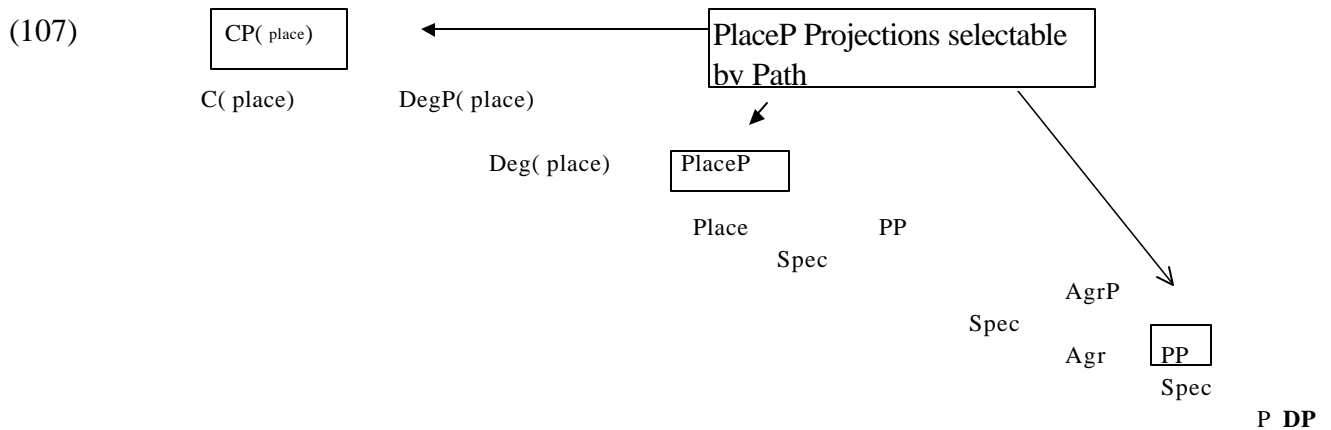 (107) CP( place) PlaceP Projections selectable
by Path
C( place) DegP( place)
Deg( place) PlaceP
Place PP
Spec
AgrP
Spec
Agr PP
Spec
P DP